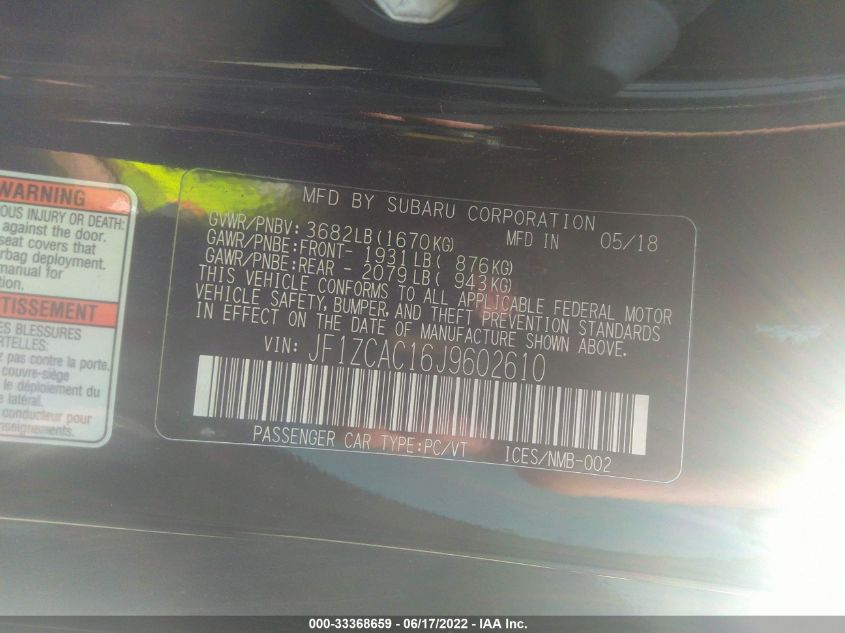 WARNING
OUS INJURY OR DEATH:
against the door.
seat covers that
rbag deployment.
manual for
tion.
RTISSEMENT
ES BLESSURES
RTELLES:
pas contre la porte.
couvre-siège
le déploiement du
e latéral.
conducteur pour
enseignements.
MFD BY SUBARU CORPORATION
GVWR/PNBV: 3682LB(1670KG) MFD IN 05/18
GAWR/PNBE:FRONT- 1931LB( 876KG)
GAWR/PNBE:REAR - 2079LB( 943KG)
THIS VEHICLE CONFORMS TO ALL APPLICABLE FEDERAL MOTOR
VEHICLE SAFETY, BUMPER, AND THEFT PREVENTION STANDARDS
IN EFFECT ON THE DATE OF MANUFACTURE SHOWN ABOVE.
VIN: JF1ZCAC16J9602610
PASSENGER CAR TYPE:PC/VT ICES/NMB-002
000-33368659 - 06/17/2022 - IAA Inc.